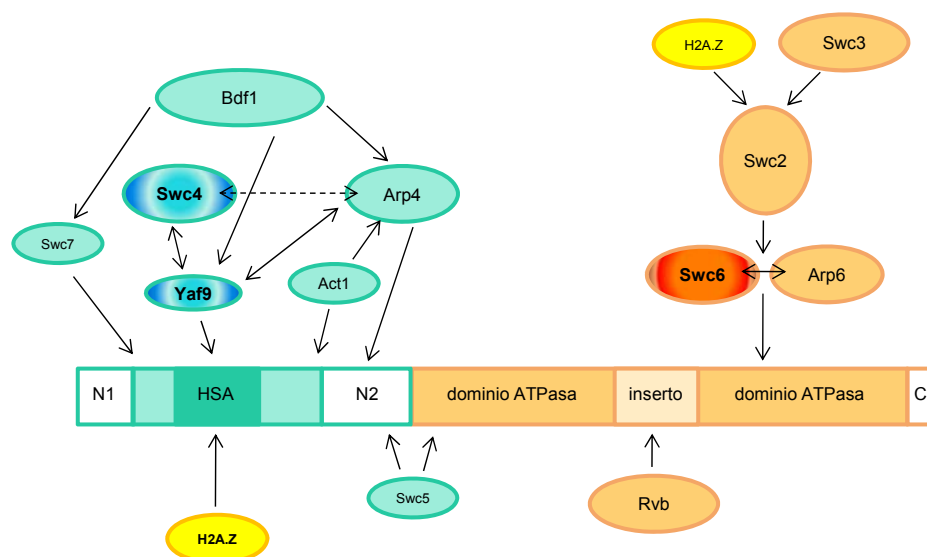 H2A.Z
Swc3
Bdf1
Swc2
Swc4
Arp4
Swc7
Swc6
Arp6
Yaf9
Act1
N1
HSA
N2
dominio ATPasa
inserto
dominio ATPasa
C
Swc5
Rvb
H2A.Z